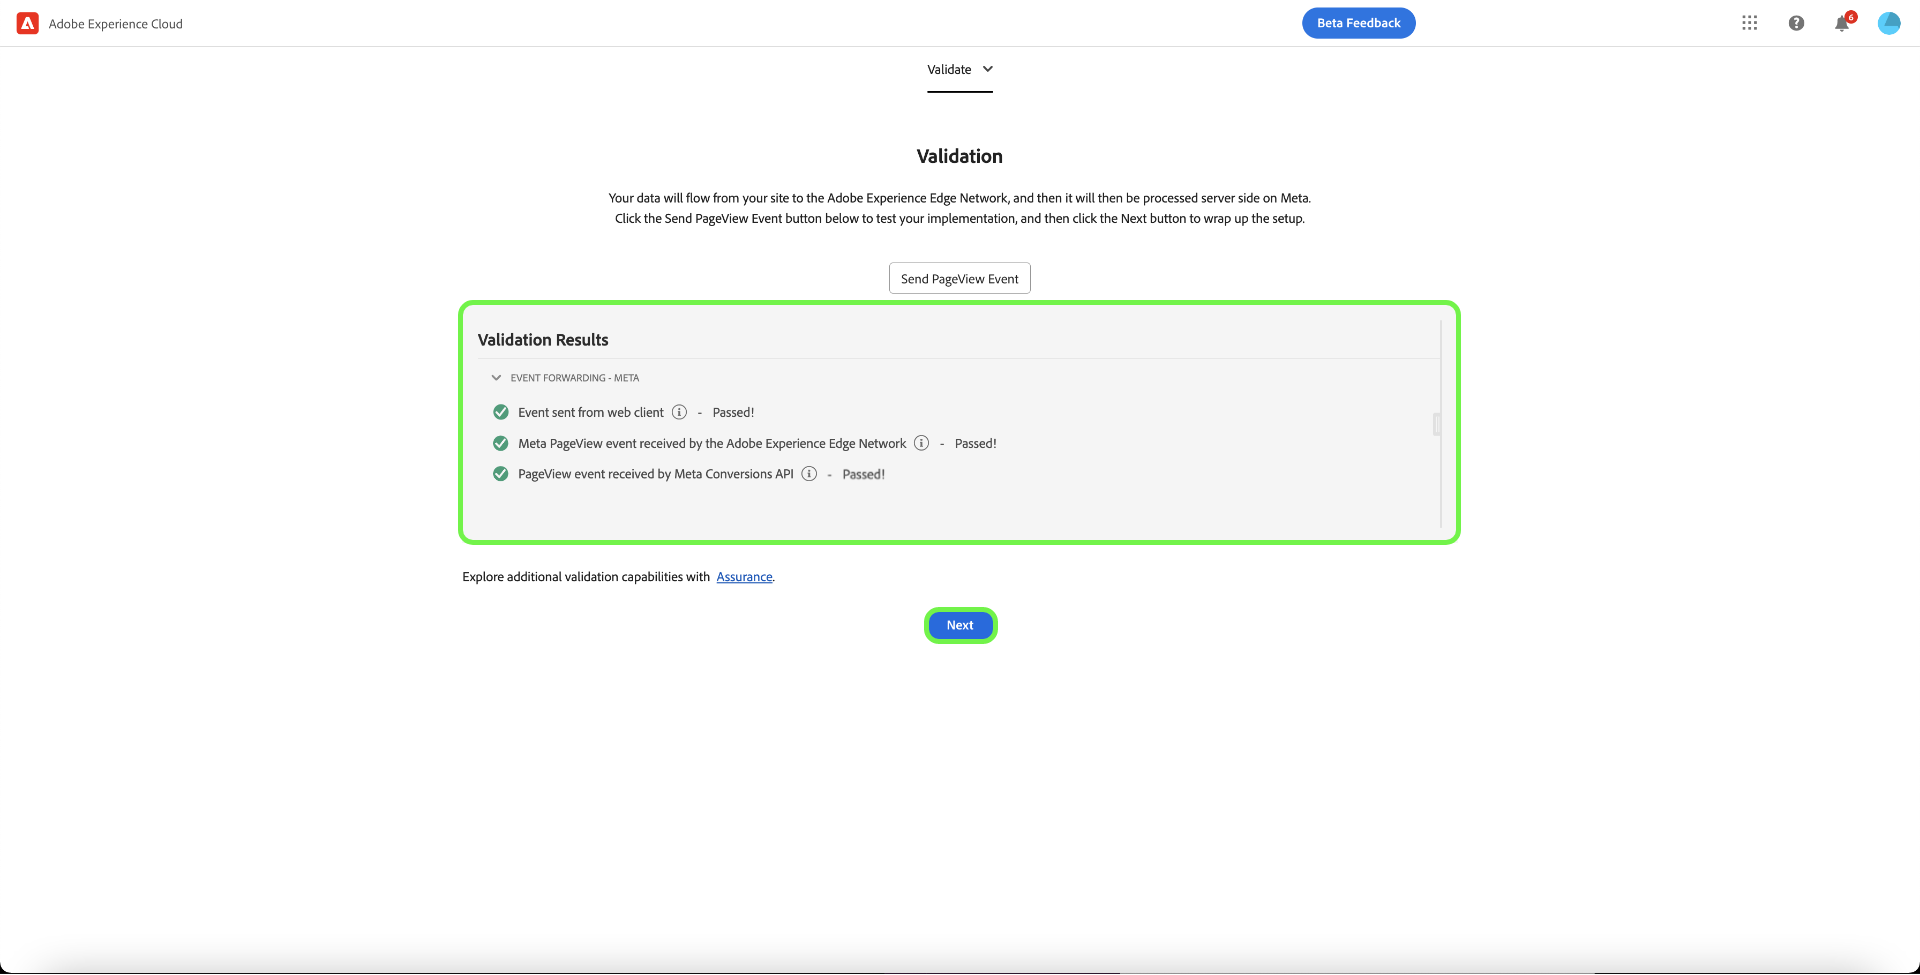 Adobe Experience Cloud
Beta Feedback
6
Validate
Validation
Your data will flow from your site to the Adobe Experience Edge Network, and then it will then be processed server side on Meta.
Click the Send PageView Event button below to test your implementation, and then click the Next button to wrap up the setup.
Send PageView Event
Validation Results
EVENT FORWARDING - META
Event sent from web client - Passed!
Meta PageView event received by the Adobe Experience Edge Network - Passed!
PageView event received by Meta Conversions API - Passed!
Explore additional validation capabilities with Assurance.
Next